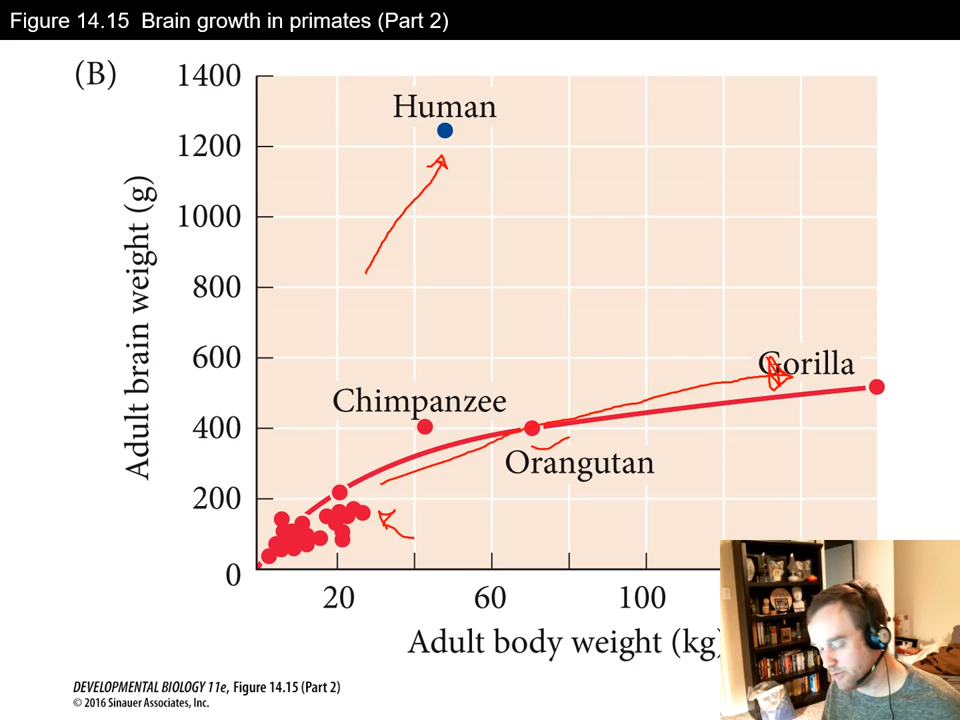 Figure 14.15 Brain growth in primates (Part 2)
(B)
1400
1200
1000
800
600
400
200
0
Adult brain weight (g)
Human
Gorilla
Chimpanzee
Orangutan
20
60
100
Adult body weight (kg)
DEVELOPMENTAL BIOLOGY 11e, Figure 14.15 (Part 2)
© 2016 Sinauer Associates, Inc.